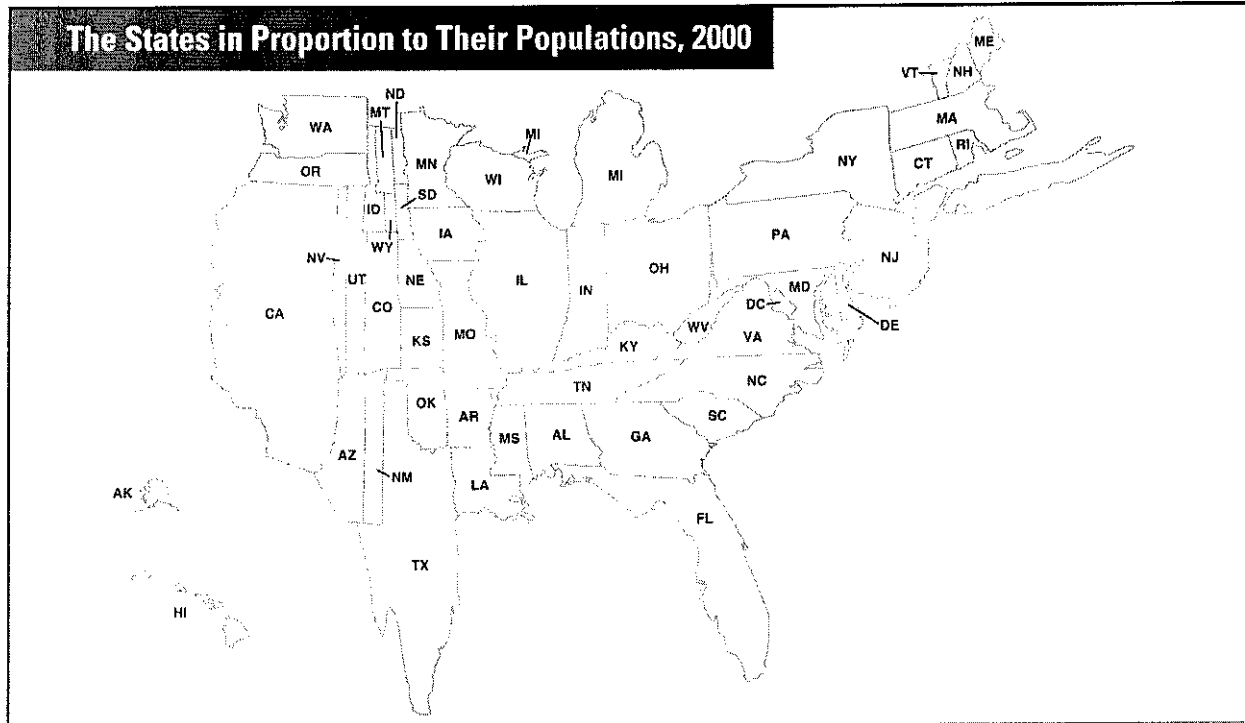 The States in Proportion to Their Populations, 2000
ME
VT
NH
ND
MT
MA
WA
MI
RI
MN
NY
CT
OR
WI
MI
SD
ID
IA
PA
WY
NV
NJ
OH
UT
NE
IL
IN
MD
CO
DC
CA
DE
WV
KS
MO
VA
KY
NC
TN
OK
AR
SC
MS
AL
GA
AZ
NM
LA
AK
FL
TX
HI